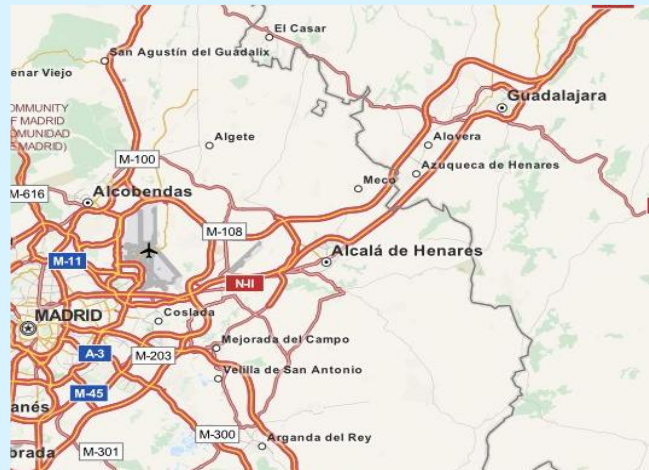 El Casar
San Agustín del Guadalix
enar Viejo
Guadalajara
COMMUNITY
F MADRID
OMUNIDAD
E MADRID)
Algete
Alovera
M-100
Azuqueca de Henares
Meco
M-616
Alcobendas
M-108
Alcalá de Henares
M-11
N-II
MADRID
Coslada
Mejorada del Campo
A-3
M-203
Velilla de San Antonio
M-45
anés
M-300
Arganda del Rey
orada
M-301